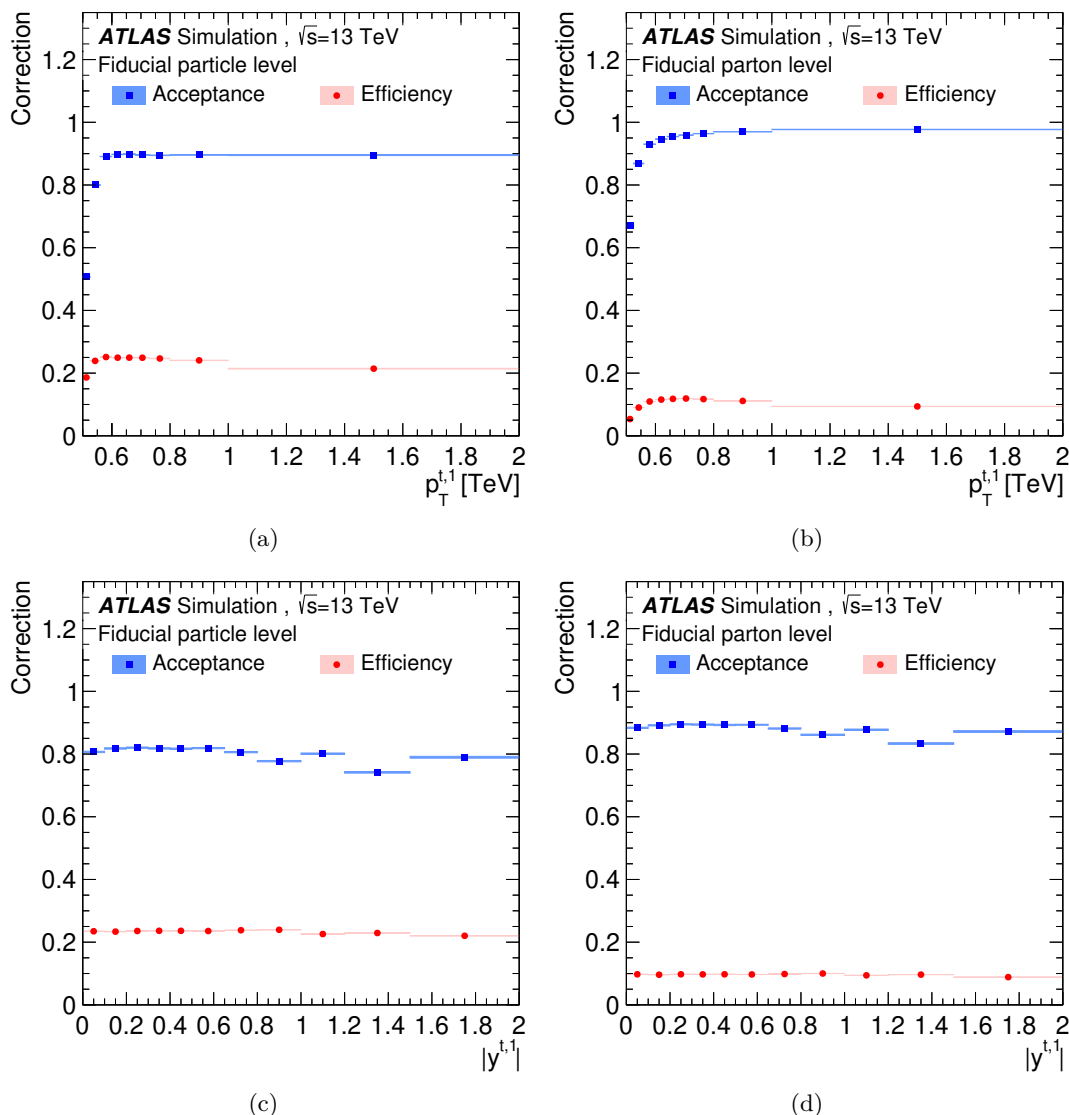 Correction
ATLAS Simulation , √s=13 TeV
Fiducial particle level
Acceptance Efficiency
1.2
1
0.8
0.6
0.4
0.2
0
0.6 0.8 1 1.2 1.4 1.6 1.8 2
p_T^{t,1} [TeV]
(a)
Correction
ATLAS Simulation , √s=13 TeV
Fiducial parton level
Acceptance Efficiency
1.2
1
0.8
0.6
0.4
0.2
0
0.6 0.8 1 1.2 1.4 1.6 1.8 2
p_T^{t,1} [TeV]
(b)
Correction
ATLAS Simulation , √s=13 TeV
Fiducial particle level
Acceptance Efficiency
1.2
1
0.8
0.6
0.4
0.2
0
0 0.2 0.4 0.6 0.8 1 1.2 1.4 1.6 1.8 2
|y^{t,1}|
(c)
Correction
ATLAS Simulation , √s=13 TeV
Fiducial parton level
Acceptance Efficiency
1.2
1
0.8
0.6
0.4
0.2
0
0 0.2 0.4 0.6 0.8 1 1.2 1.4 1.6 1.8 2
|y^{t,1}|
(d)